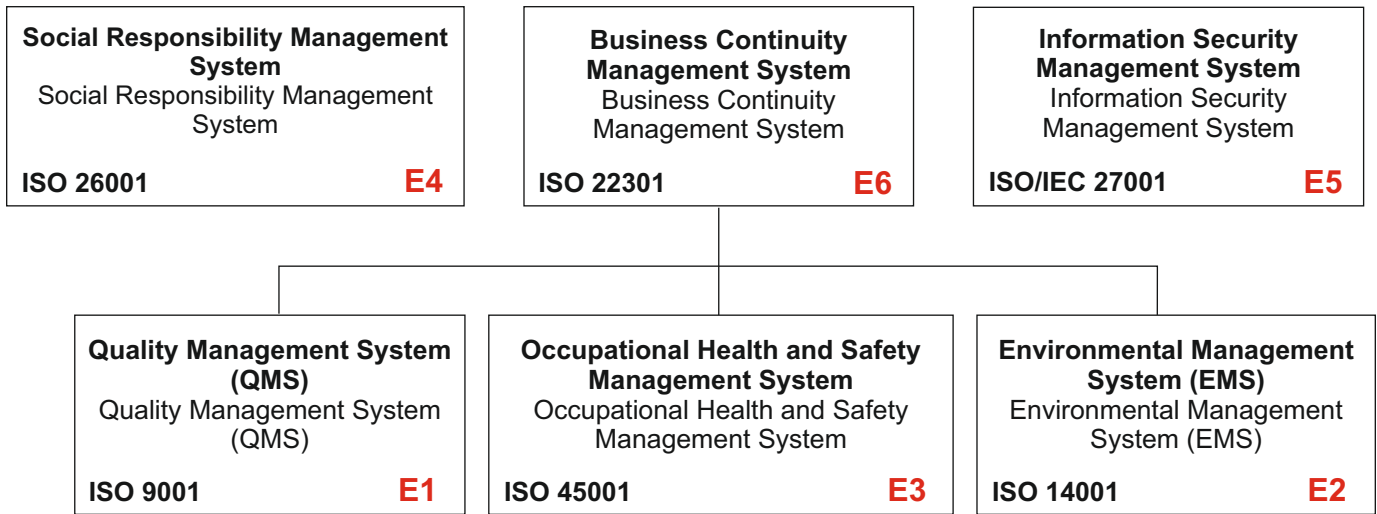 Social Responsibility Management
System
Social Responsibility Management
System
ISO 26001 E4
Business Continuity
Management System
Business Continuity
Management System
ISO 22301 E6
Information Security
Management System
Information Security
Management System
ISO/IEC 27001 E5
Quality Management System
(QMS)
Quality Management System
(QMS)
ISO 9001 E1
Occupational Health and Safety
Management System
Occupational Health and Safety
Management System
ISO 45001 E3
Environmental Management
System (EMS)
Environmental Management
System (EMS)
ISO 14001 E2